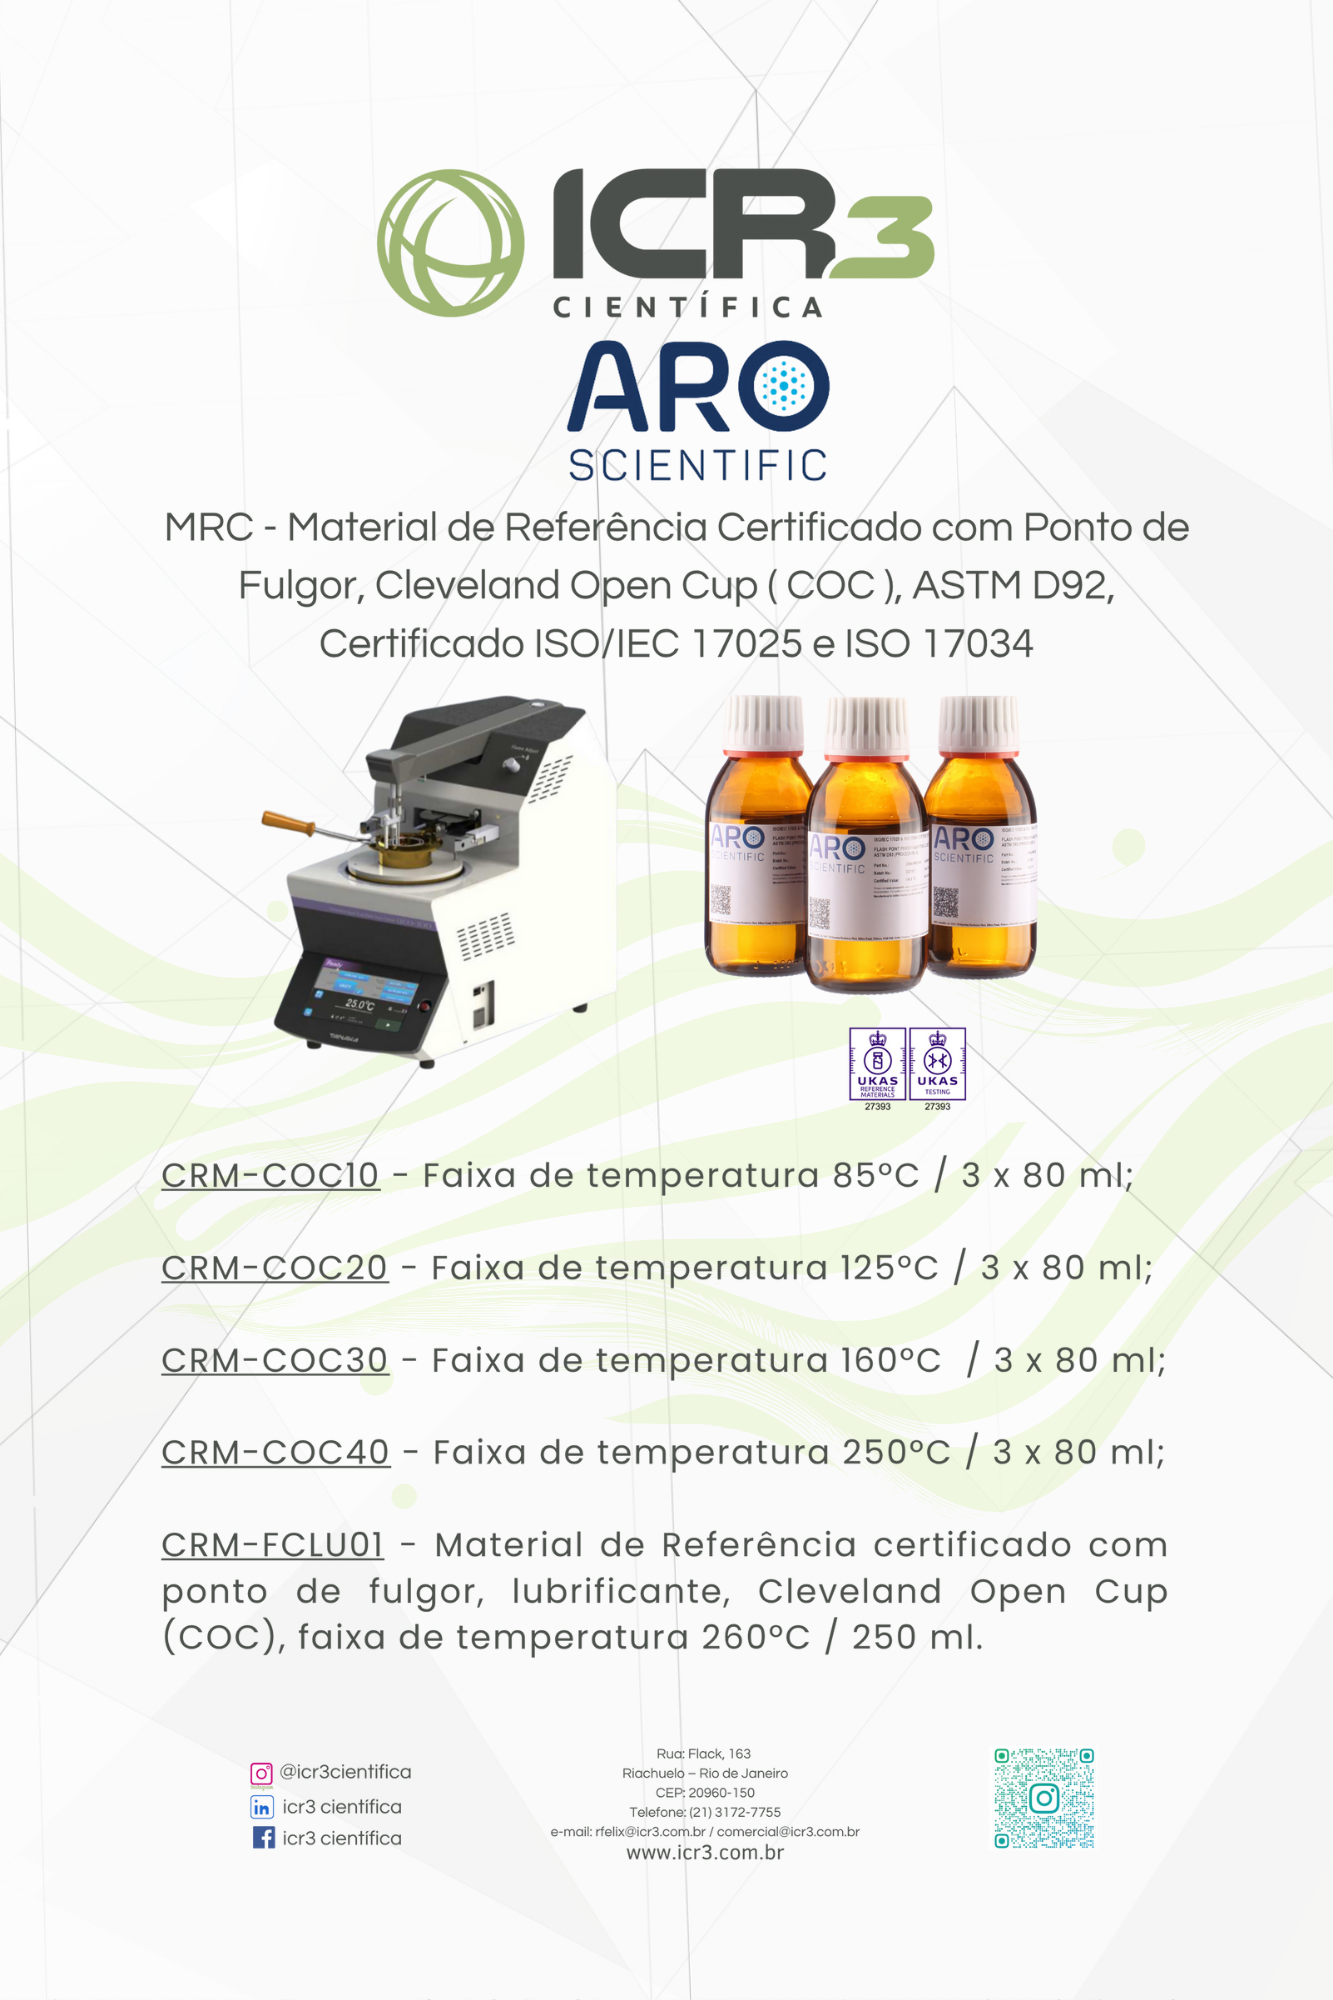 ICR3
CIENTÍFICA
ARO
SCIENTIFIC
MRC - Material de Referência Certificado com Ponto de
Fulgor, Cleveland Open Cup ( COC ), ASTM D92,
Certificado ISO/IEC 17025 e ISO 17034
25.0°C
ARO
SCIENTIFIC
ARO
SCIENTIFIC
ARO
SCIENTIFIC
UKAS
REFERENCE
MATERIALS
27393
UKAS
TESTING
27393
CRM-COC10 - Faixa de temperatura 85°C / 3 x 80 ml;
CRM-COC20 - Faixa de temperatura 125°C / 3 x 80 ml;
CRM-COC30 - Faixa de temperatura 160°C / 3 x 80 ml;
CRM-COC40 - Faixa de temperatura 250°C / 3 x 80 ml;
CRM-FCLU01 - Material de Referência certificado com
ponto de fulgor, lubrificante, Cleveland Open Cup
(COC), faixa de temperatura 260°C / 250 ml.
@icr3cientifica
icr3 científica
icr3 científica
Rua: Flack, 163
Riachuelo – Rio de Janeiro
CEP: 20960-150
Telefone: (21) 3172-7755
e-mail: rfelix@icr3.com.br / comercial@icr3.com.br
www.icr3.com.br